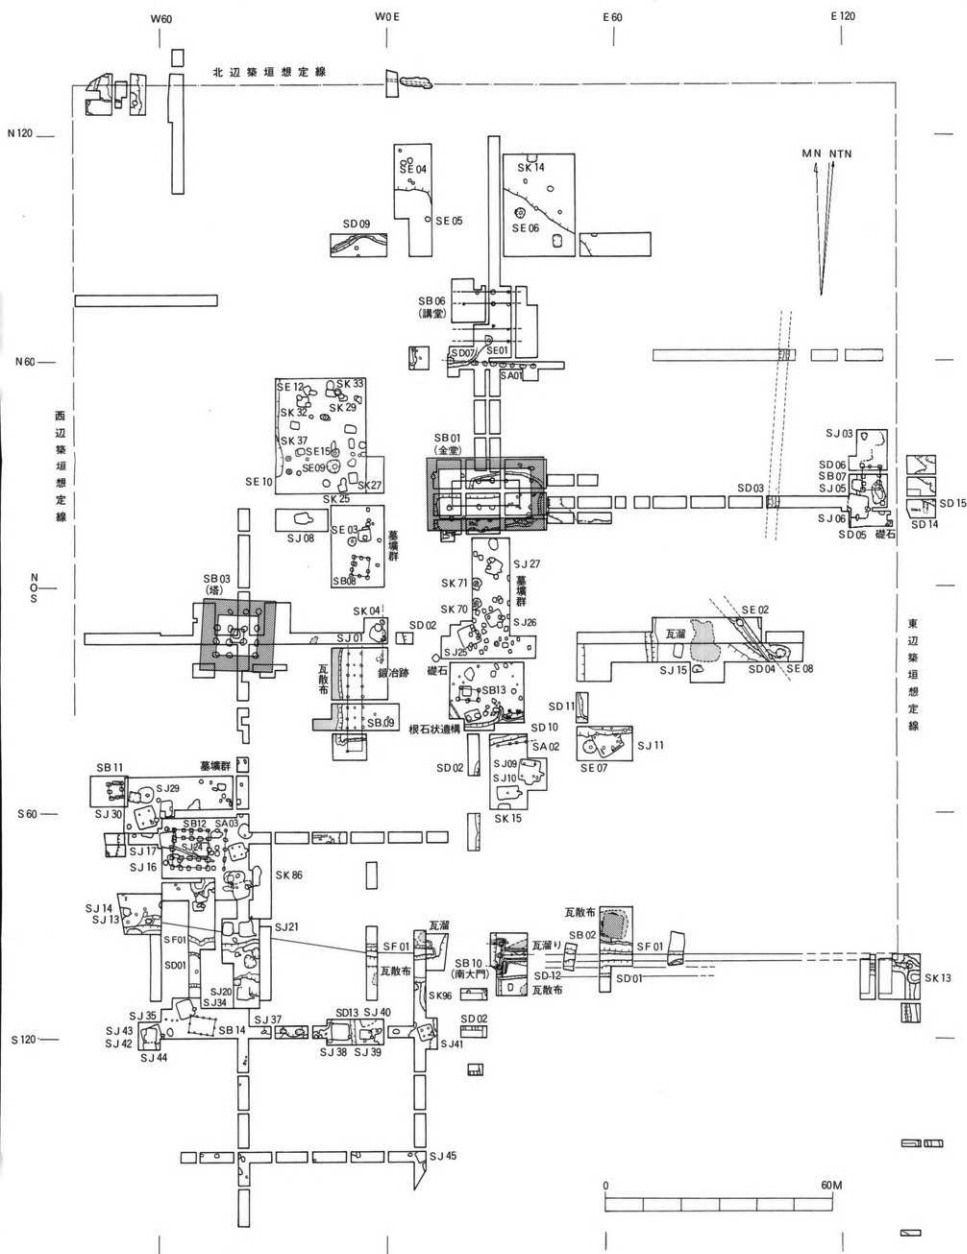 W60
W0E
E60
E120
北辺築垣想定線
N120
MN NTN
SE04
SK14
SE05
SD09
SE06
SB06
(講堂)
SD07
SE01
N60
SA01
SE12
SK33
SK32
SK29
SK37
SE15
SE09
SE10
SK27
SK25
西辺築垣想定線
SB01
(金堂)
SJ03
SD06
SB07
SJ05
SD03
SD15
SJ06
SD14
SD05
礎石
SJ08
SE03
墓壙群
SB08
SJ27
墓壙群
SK71
SK70
SJ26
SJ25
N
O
S
SB03
(塔)
SK04
SD02
SJ01
礎石
瓦散布
鍛冶跡
SB09
SE02
瓦溜
SJ15
SD04
SE08
東辺築垣想定線
SB13
根石状遺構
SD11
SD10
SA02
SJ11
SE07
SD02
SJ09
SJ10
SK15
SB11
墓壙群
SJ29
SJ30
S60
SB12
SA03
SJ17
SJ24
SJ16
SK86
SJ14
SJ13
SJ21
SF01
SD01
SJ20
SJ34
瓦溜
SF01
瓦散布
SB10
(南大門)
瓦溜り
SD12
瓦散布
SB02
SF01
SD01
SK13
SK96
SJ35
SJ43
SJ42
SJ44
SB14
SJ37
SD13
SJ40
SJ38
SJ39
SJ41
SD02
S120
SJ45
0
60M